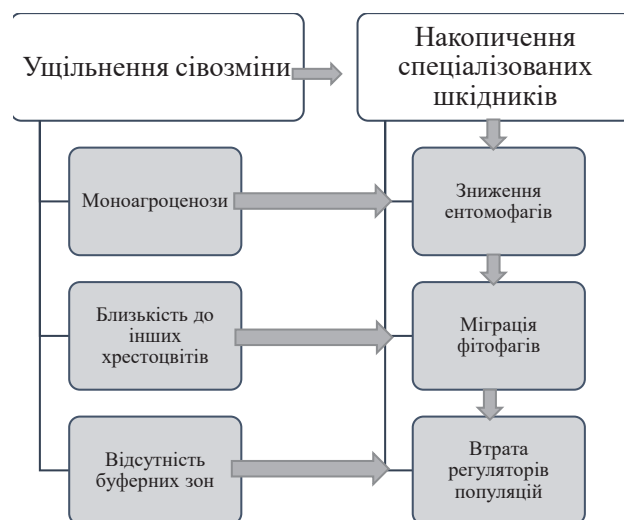 Ущільнення сівозміни
Накопичення
спеціалізованих
шкідників
Моноагроценози
Зниження
ентомофагів
Близькість до
інших
хрестоцвітів
Міграція
фітофагів
Відсутність
буферних зон
Втрата
регуляторів
популяцій